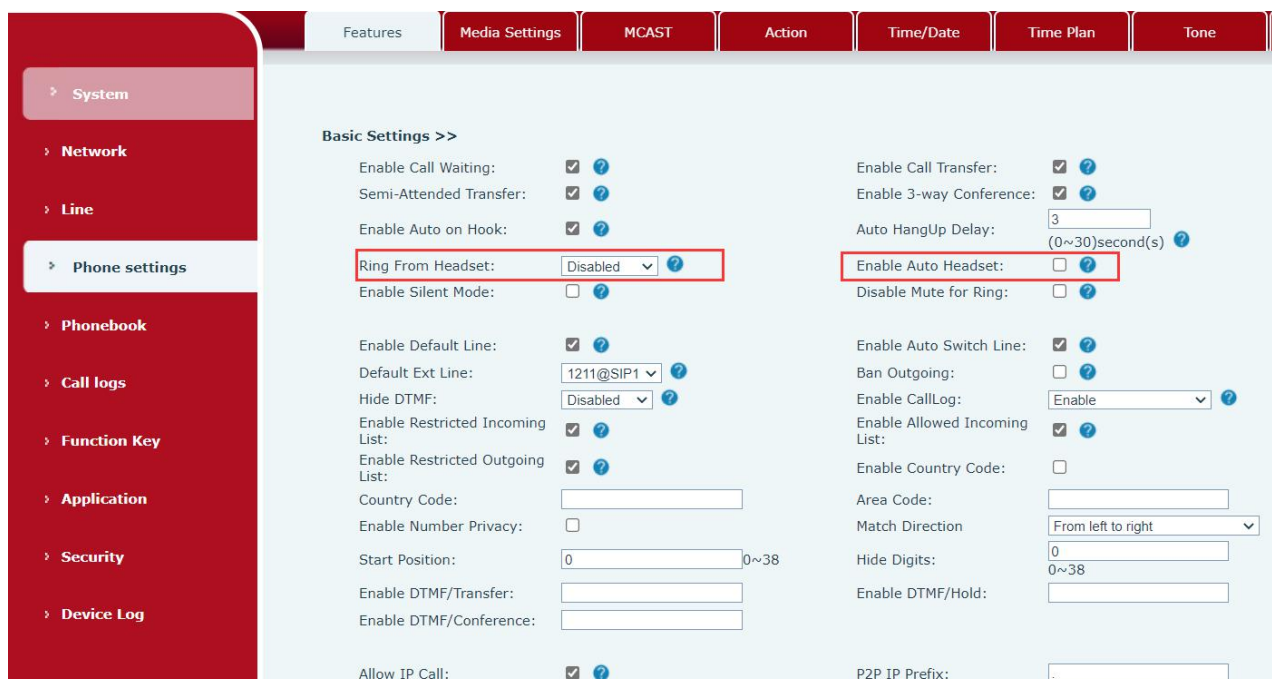 Features Media Settings MCAST Action Time/Date Time Plan Tone
System
Network
Line
Phone settings
Phonebook
Call logs
Function Key
Application
Security
Device Log
Basic Settings >>
Enable Call Waiting: Enable Call Transfer:
Semi-Attended Transfer: Enable 3-way Conference:
Enable Auto on Hook: Auto HangUp Delay: 3
(0~30)second(s)
Ring From Headset: Disabled Enable Auto Headset:
Enable Silent Mode: Disable Mute for Ring:
Enable Default Line: Enable Auto Switch Line:
Default Ext Line: 1211@SIP1 Ban Outgoing:
Hide DTMF: Disabled Enable CallLog: Enable
Enable Restricted Incoming
List:
Enable Allowed Incoming
List:
Enable Restricted Outgoing
List:
Enable Country Code:
Country Code: Area Code:
Enable Number Privacy: Match Direction From left to right
Start Position: 0 0~38 Hide Digits: 0
0~38
Enable DTMF/Transfer: Enable DTMF/Hold:
Enable DTMF/Conference:
Allow IP Call: P2P IP Prefix: .